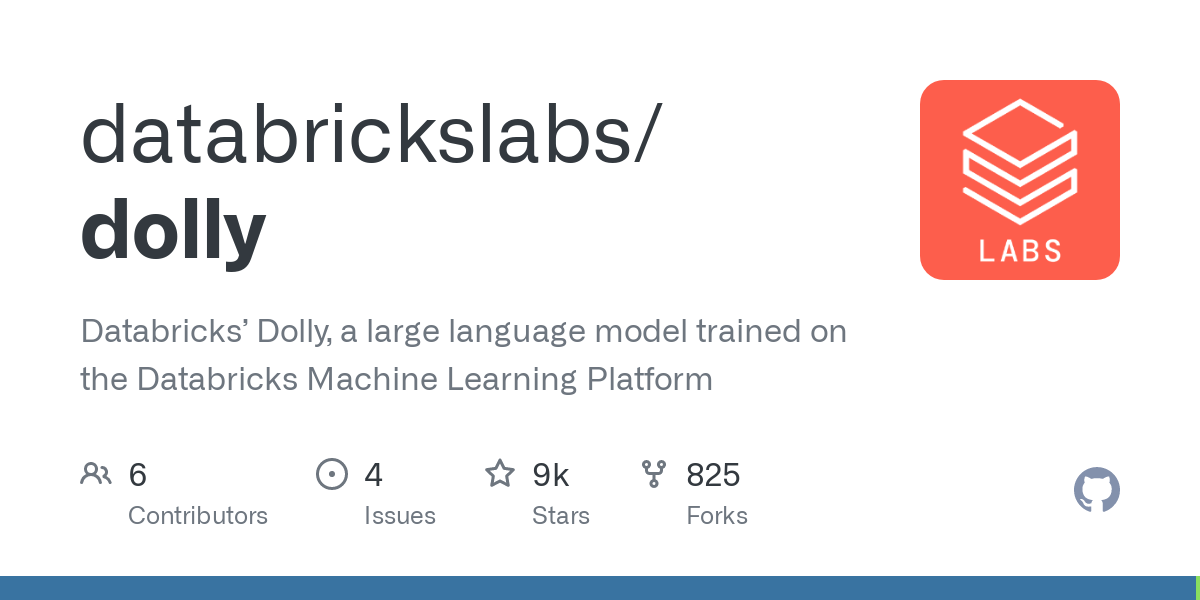 databrickslabs/
dolly
LABS
Databricks’ Dolly, a large language model trained on
the Databricks Machine Learning Platform
6
Contributors
4
Issues
9k
Stars
825
Forks